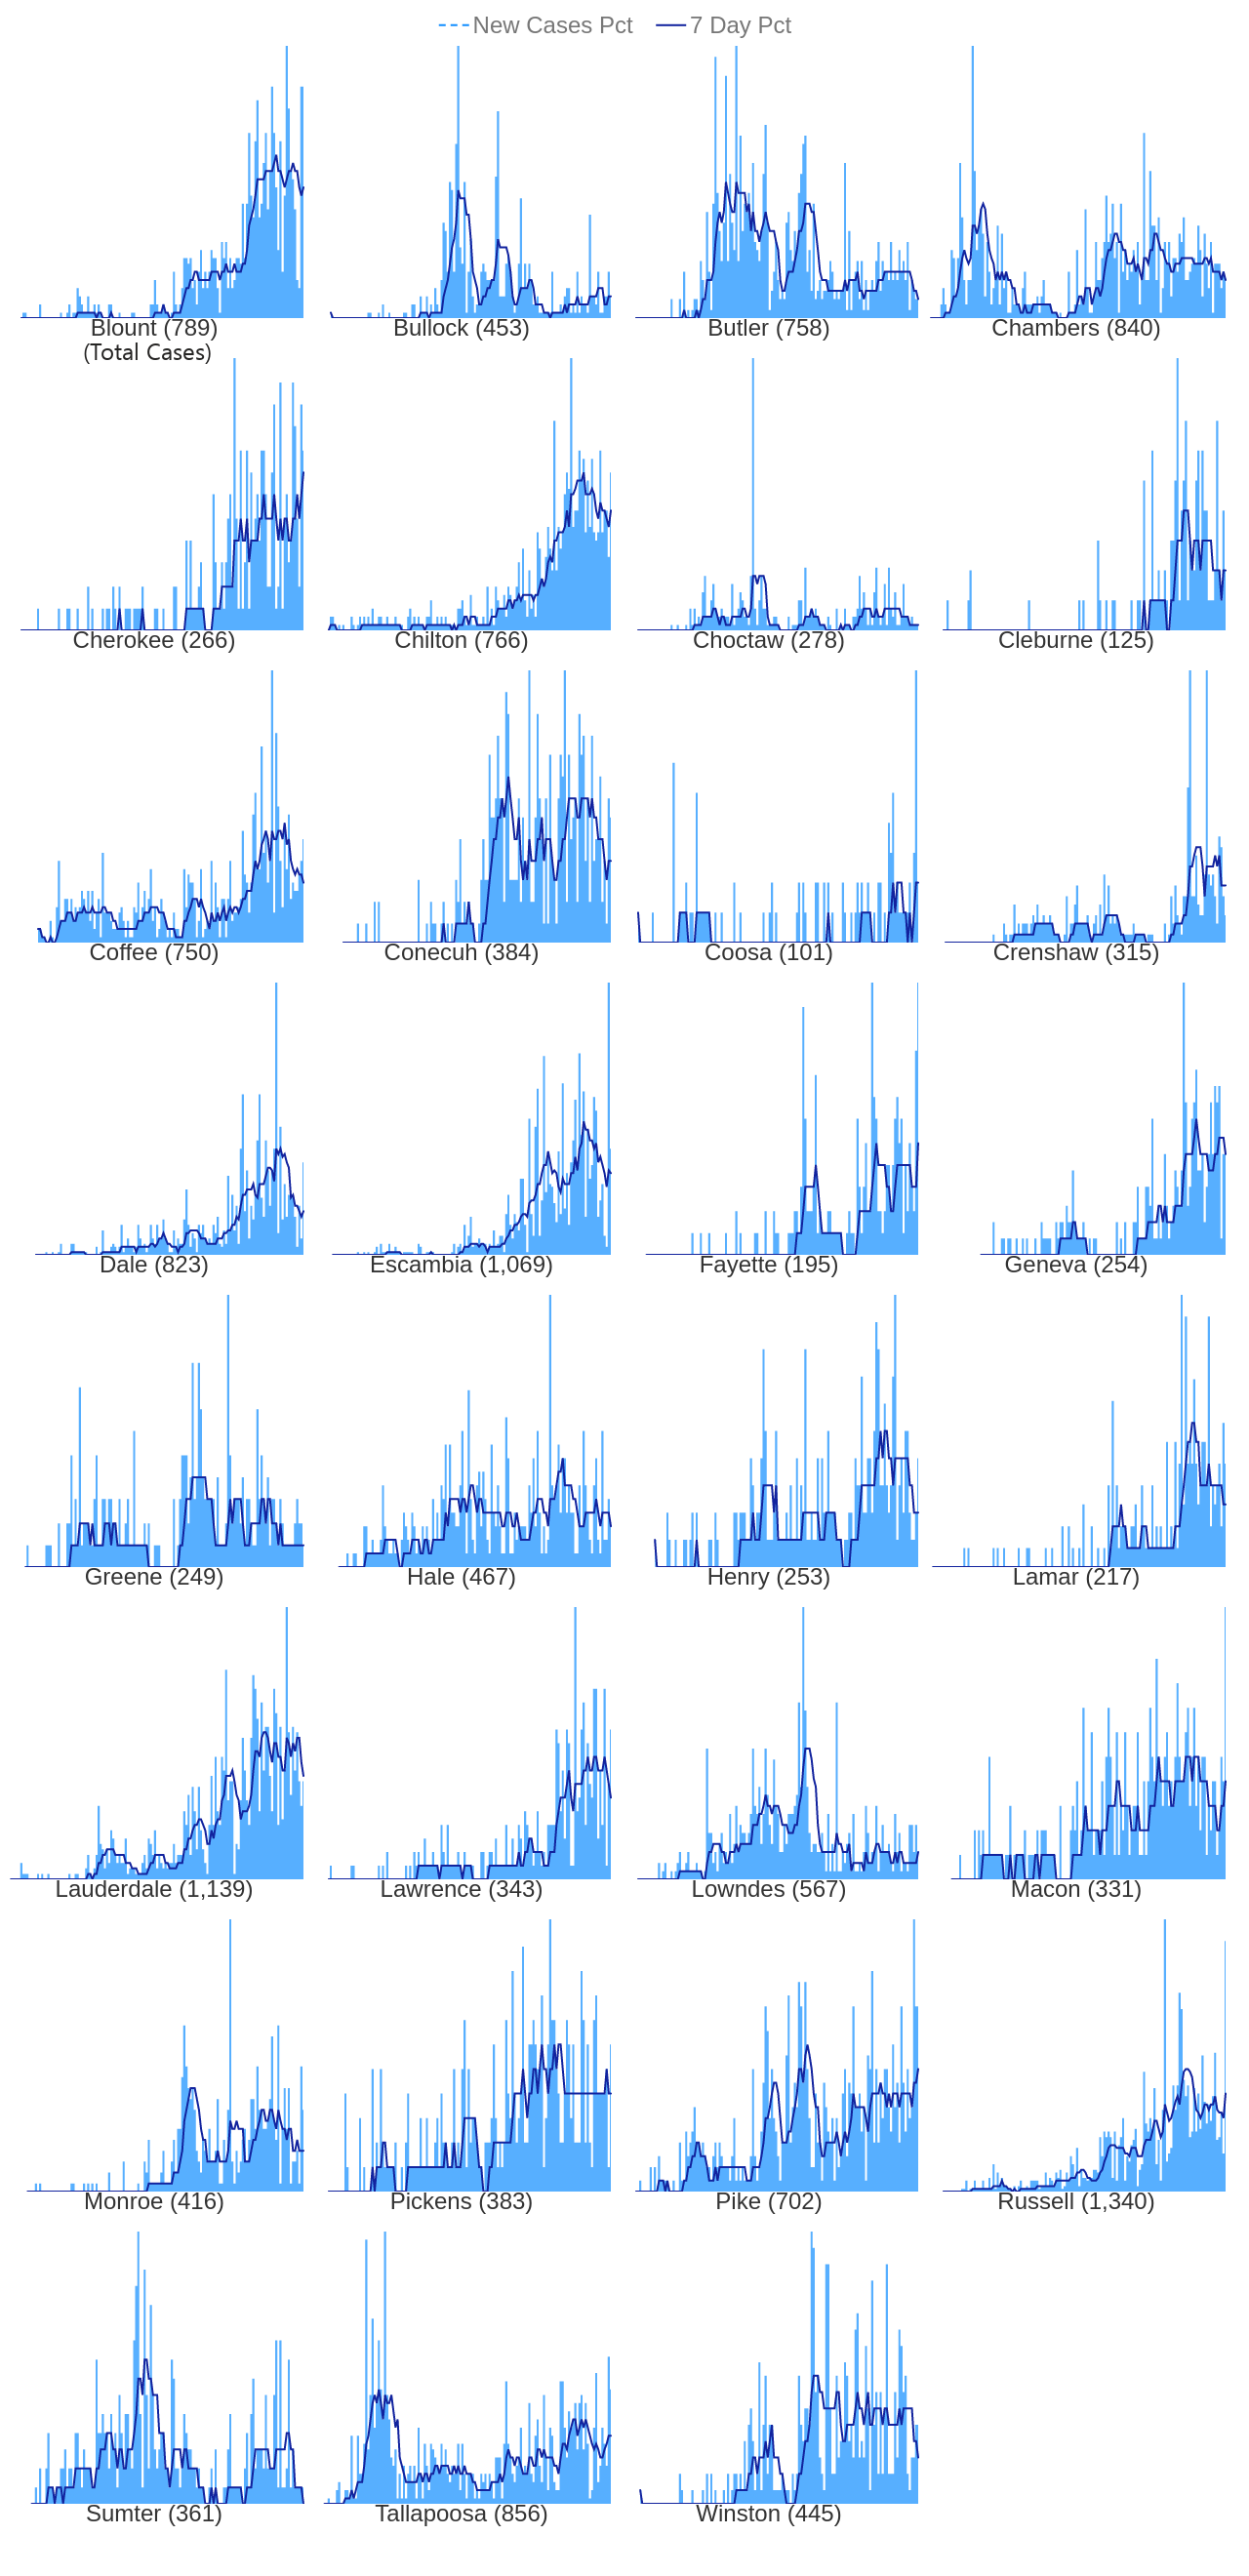 New Cases Pct 7 Day Pct
Blount (789) Bullock (453) Butler (758) Chambers (840)
(Total Cases)
Cherokee (266) Chilton (766) Choctaw (278) Cleburne (125)
Coffee (750) Conecuh (384) Coosa (101) Crenshaw (315)
Dale (823) Escambia (1,069) Fayette (195) Geneva (254)
Greene (249) Hale (467) Henry (253) Lamar (217)
Lauderdale (1,139) Lawrence (343) Lowndes (567) Macon (331)
Monroe (416) Pickens (383) Pike (702) Russell (1,340)
Sumter (361) Tallapoosa (856) Winston (445)